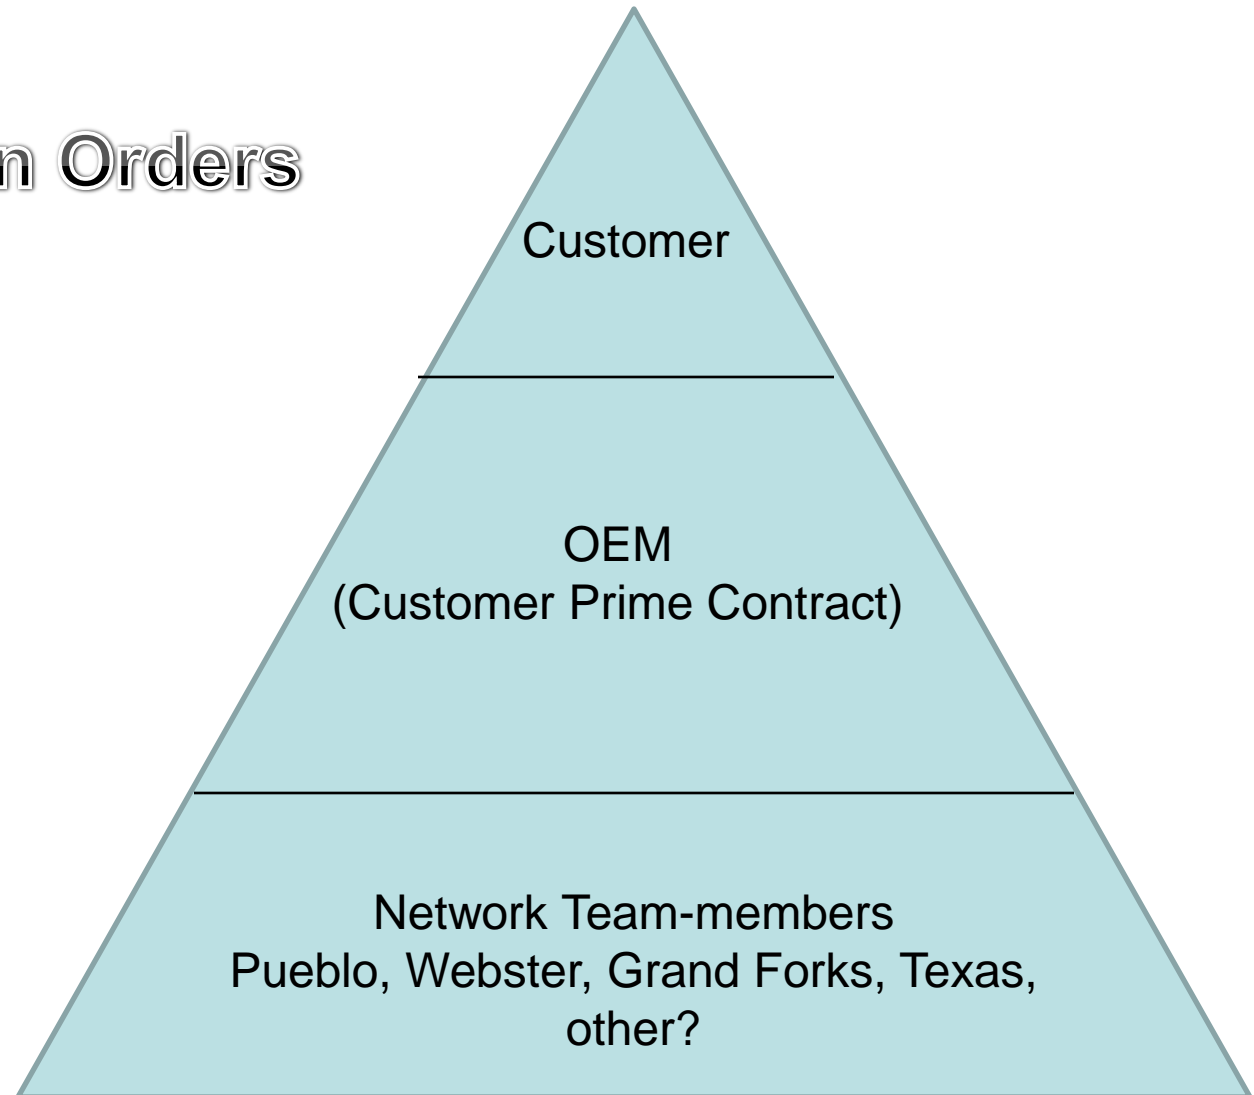 n Orders
Customer
OEM
(Customer Prime Contract)
Network Team-members
Pueblo, Webster, Grand Forks, Texas,
other?